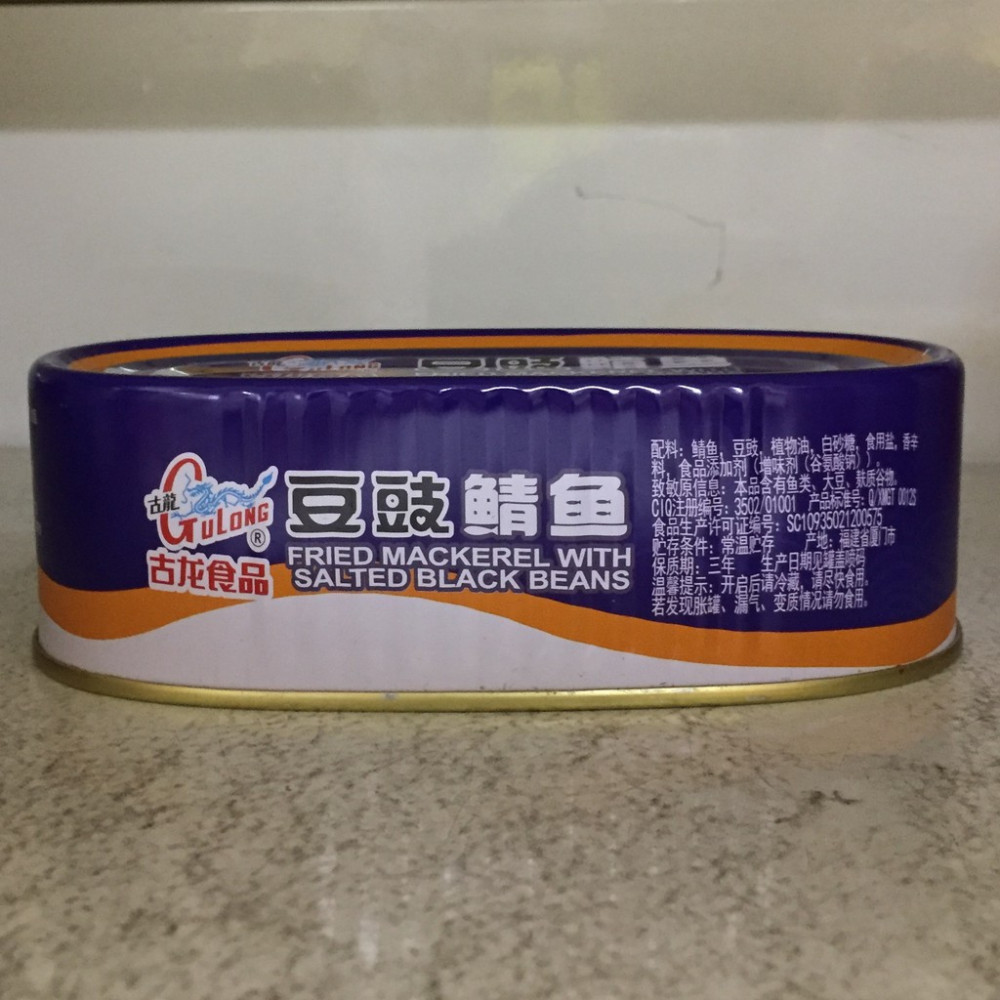 古龍
GULONG®
古龙食品
豆豉鲭鱼
FRIED MACKEREL WITH
SALTED BLACK BEANS
配料：鲭鱼，豆豉，植物油，白砂糖，食用盐，香辛
料，食品添加剂（增味剂（谷氨酸钠））。
致敏原信息：本品含有鱼类、大豆、麸质谷物。
CIQ注册编号：3502/01001 产品标准号：Q/XMGT 0012S
食品生产许可证编号：SC10935021200575
贮存条件：常温贮存 产地：福建省厦门市
保质期：三年 生产日期见罐盖喷码
温馨提示：开启后请冷藏，请尽快食用。
若发现胀罐、漏气、变质情况请勿食用。